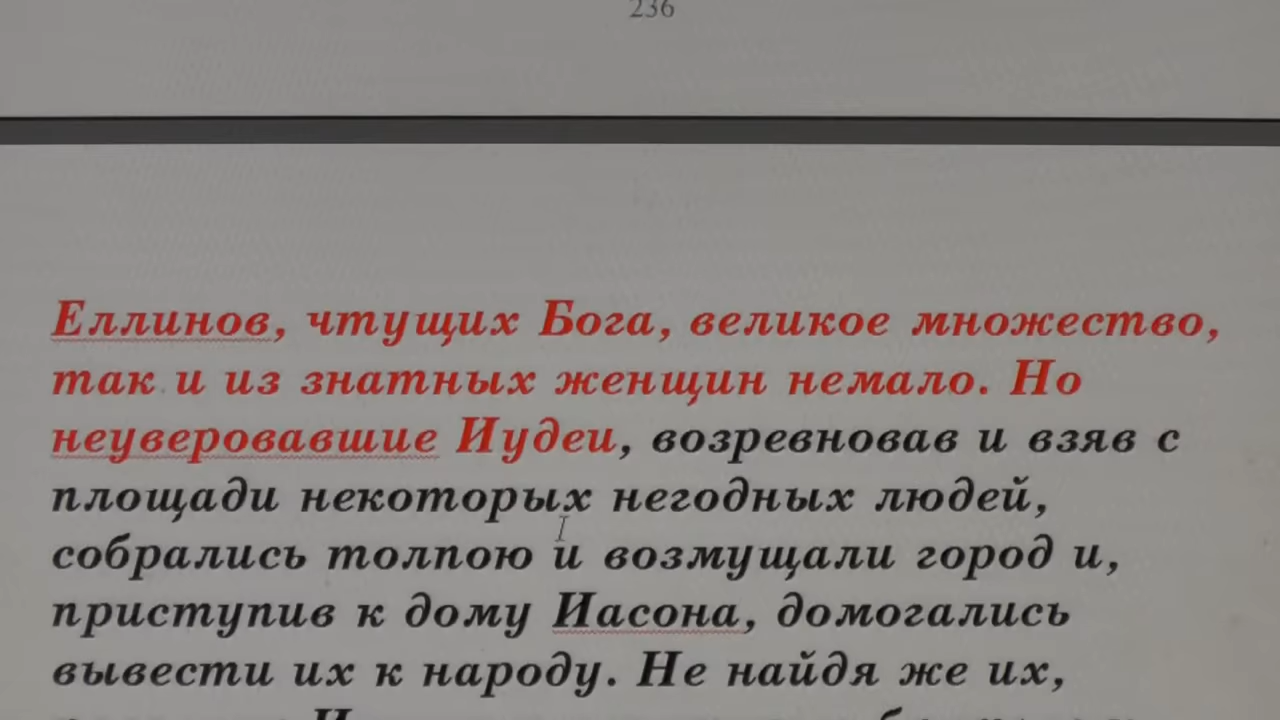 236
Еллинов, чтущих Бога, великое множество,
так и из знатных женщин немало. Но
неуверовавшие Иудеи, возревновав и взяв с
площади некоторых негодных людей,
собрались толпою и возмущали город и,
приступив к дому Иасона, домогались
вывести их к народу. Не найдя же их,